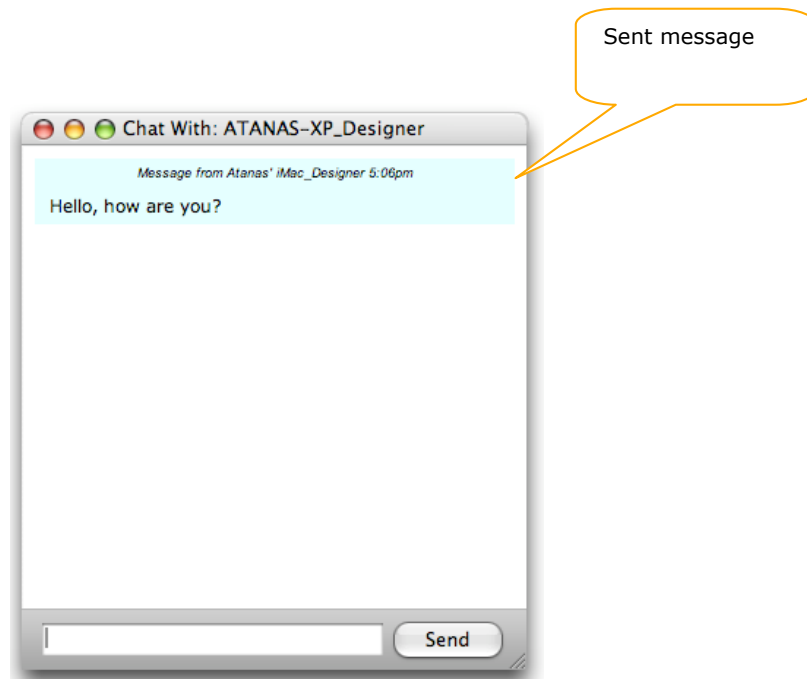 Sent message
Chat With: ATANAS-XP_Designer
Message from Atanas' iMac_Designer 5:06pm
Hello, how are you?
Send